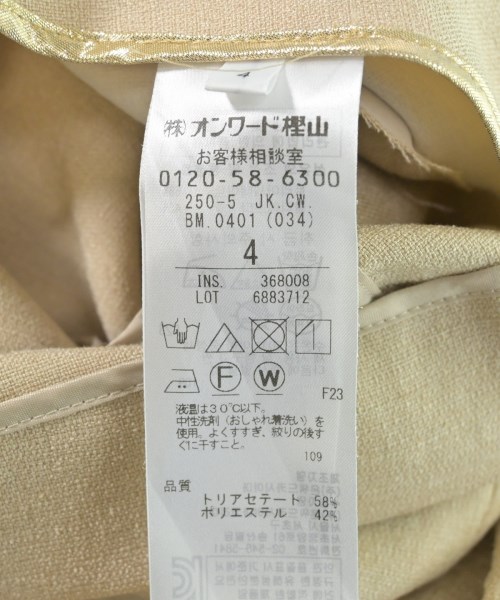 4
㈱オンワード樫山
お客様相談室
0120-58-6300
250-5 JK.CW.
BM.0401 (034)
4
INS. 368008
LOT 6883712
F W
F23
液温は30℃以下。
中性洗剤（おしゃれ着洗い）を
使用。よくすすぎ、絞りの後す
ぐに干すこと。
109
品質
トリアセテート 58%
ポリエステル 42%